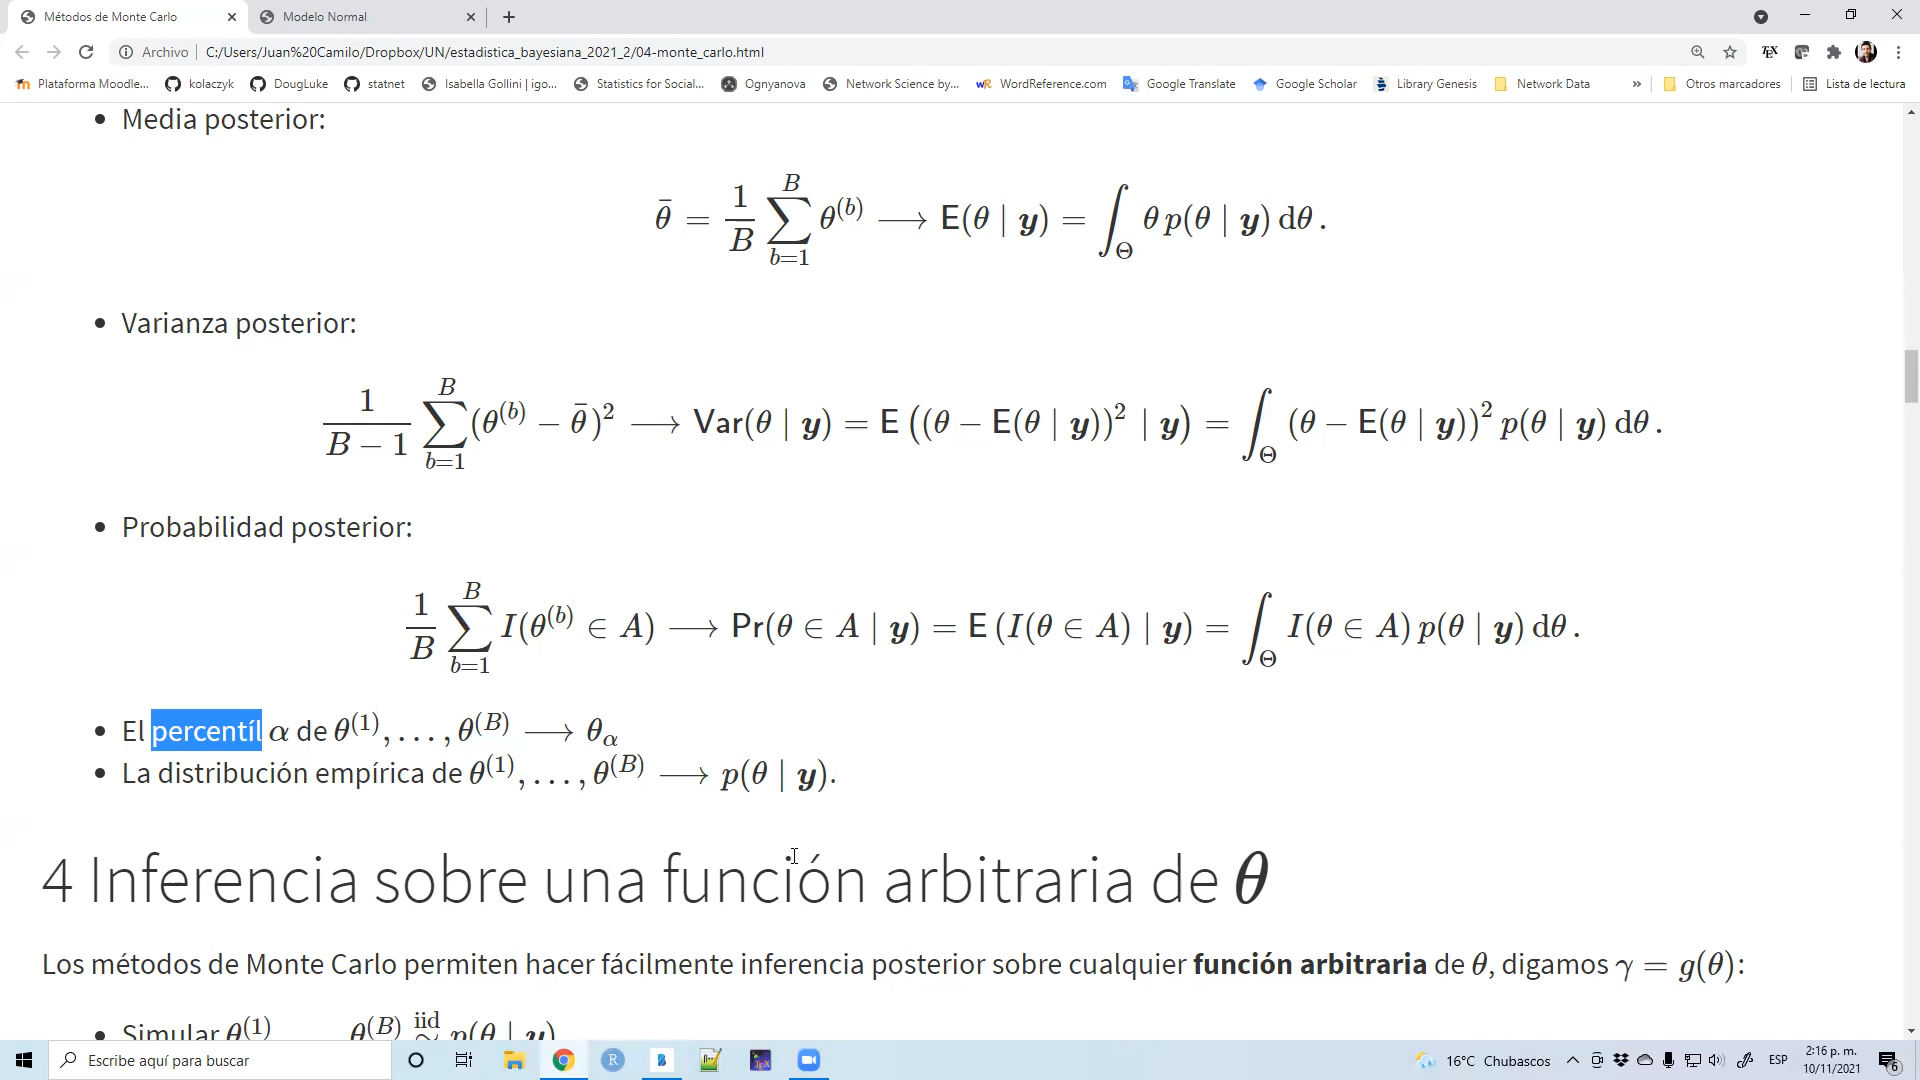 Métodos de Monte Carlo
Modelo Normal
Archivo C:/Users/Juan%20Camilo/Dropbox/UN/estadistica_bayesiana_2021_2/04-monte_carlo.html
Plataforma Moodle... kolaczyk DougLuke statnet Isabella Gollini | igo... Statistics for Social... Ognyanova Network Science by... WordReference.com Google Translate Google Scholar Library Genesis Network Data » Otros marcadores Lista de lectura
• Media posterior:
θ̄ = 1/B ∑_{b=1}^{B} θ^{(b)} ⟶ E(θ | y) = ∫_Θ θ p(θ | y) dθ .
• Varianza posterior:
1/(B − 1) ∑_{b=1}^{B} (θ^{(b)} − θ̄)² ⟶ Var(θ | y) = E ((θ − E(θ | y))² | y) = ∫_Θ (θ − E(θ | y))² p(θ | y) dθ .
• Probabilidad posterior:
1/B ∑_{b=1}^{B} I(θ^{(b)} ∈ A) ⟶ Pr(θ ∈ A | y) = E (I(θ ∈ A) | y) = ∫_Θ I(θ ∈ A) p(θ | y) dθ .
• El percentíl α de θ^{(1)}, . . . , θ^{(B)} ⟶ θ_α
• La distribución empírica de θ^{(1)}, . . . , θ^{(B)} ⟶ p(θ | y).
4 Inferencia sobre una función arbitraria de θ
Los métodos de Monte Carlo permiten hacer fácilmente inferencia posterior sobre cualquier función arbitraria de θ, digamos γ = g(θ):
• Simular θ^{(1)} θ^{(B)} iid ∼ p(θ | y)
Escribe aquí para buscar
16°C Chubascos
ESP
2:16 p. m.
10/11/2021
6